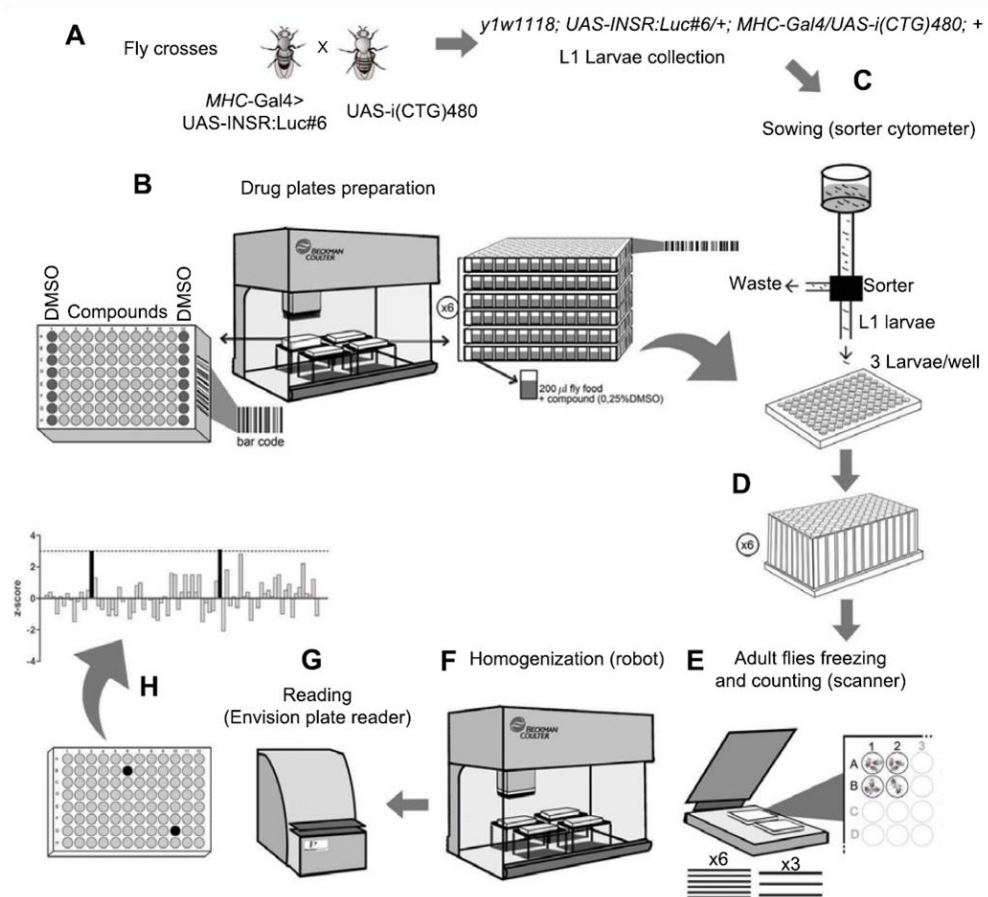 A
Fly crosses
X
MHC-Gal4>
UAS-INSR:Luc#6
UAS-i(CTG)480
y1w1118; UAS-INSR:Luc#6/+; MHC-Gal4/UAS-i(CTG)480; +
L1 Larvae collection
C
Sowing (sorter cytometer)
Waste
Sorter
L1 larvae
3 Larvae/well
B
Drug plates preparation
DMSO
Compounds
DMSO
bar code
BECKMAN
COULTER
x6
200 µl fly food
+ compound (0,25%DMSO)
D
x6
E
Adult flies freezing
and counting (scanner)
1 2 3
A
B
C
D
x6
x3
F
Homogenization (robot)
BECKMAN
COULTER
G
Reading
(Envision plate reader)
H
z-score
4
2
0
-2
-4